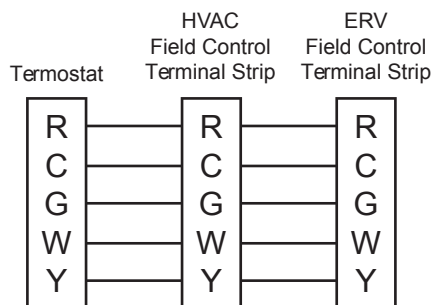 HVAC
Field Control
Terminal Strip
ERV
Field Control
Terminal Strip
Termostat
R R R
C C C
G G G
W W W
Y Y Y